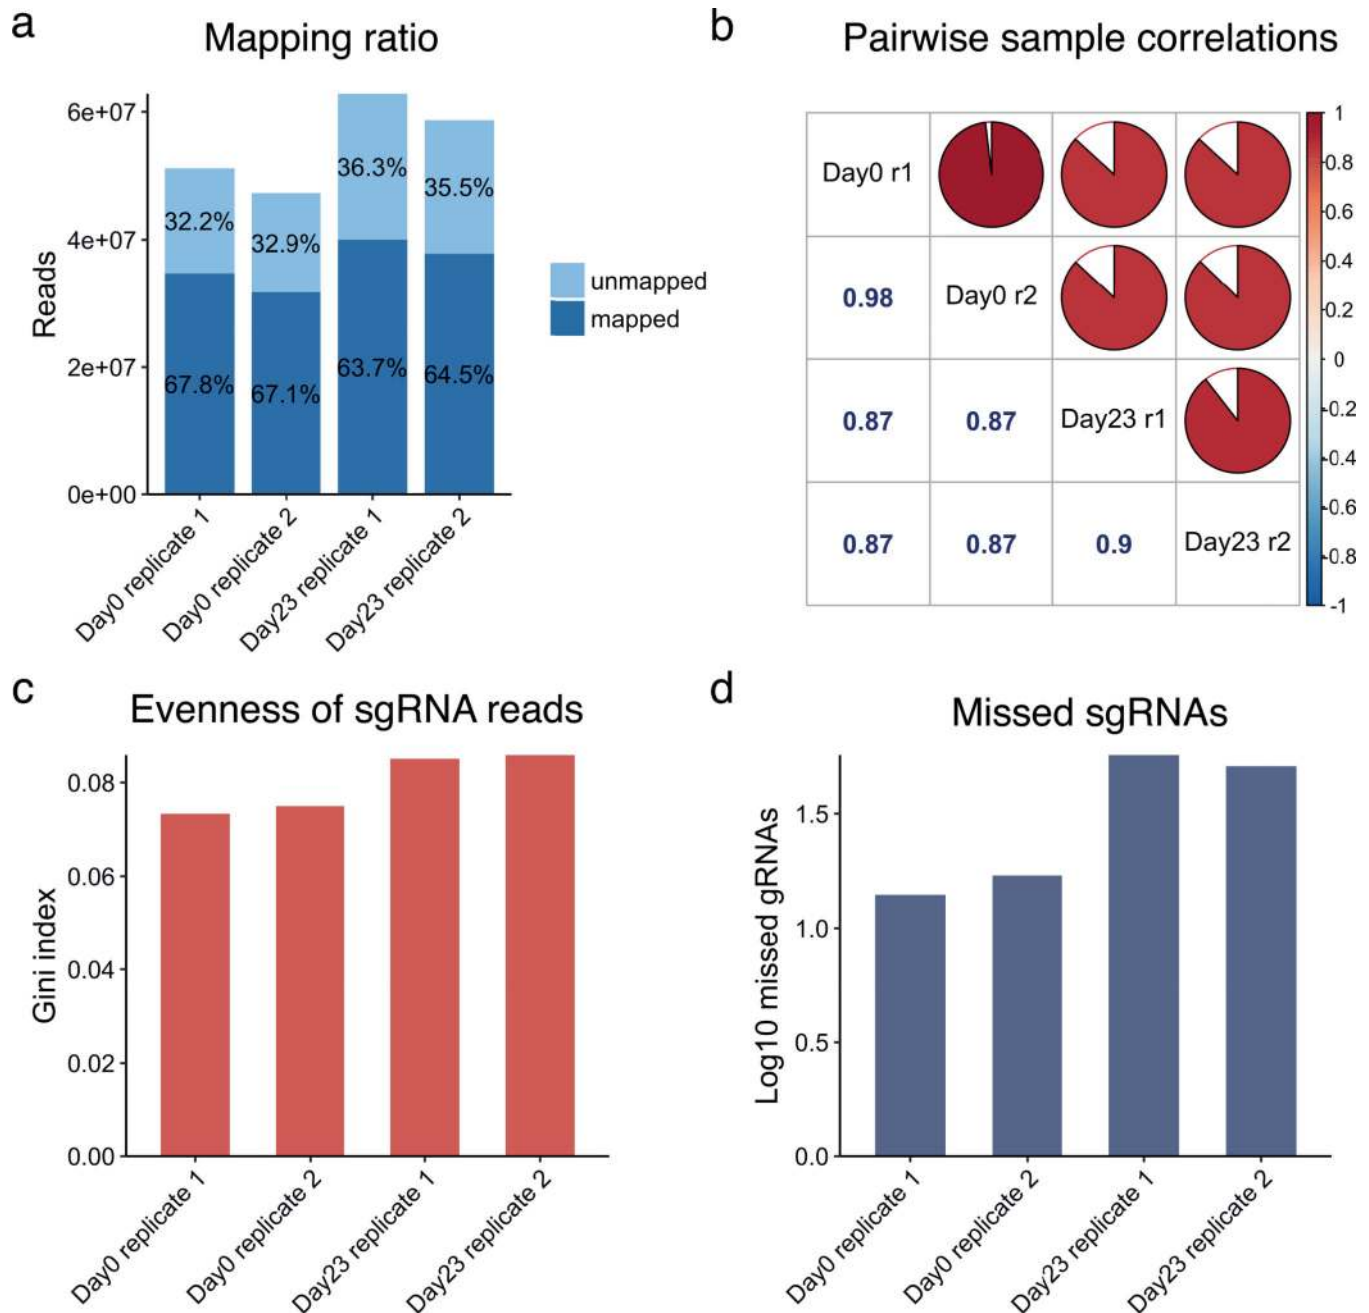 a
Mapping ratio
Reads
6e+07
4e+07
2e+07
0e+00
32.2%
32.9%
36.3%
35.5%
67.8%
67.1%
63.7%
64.5%
unmapped
mapped
Day0 replicate 1
Day0 replicate 2
Day23 replicate 1
Day23 replicate 2
b
Pairwise sample correlations
Day0 r1
0.98
Day0 r2
0.87
0.87
Day23 r1
0.87
0.87
0.9
Day23 r2
1
0.8
0.6
0.4
0.2
0
-0.2
-0.4
-0.6
-0.8
-1
c
Evenness of sgRNA reads
Gini index
0.08
0.06
0.04
0.02
0.00
Day0 replicate 1
Day0 replicate 2
Day23 replicate 1
Day23 replicate 2
d
Missed sgRNAs
Log10 missed gRNAs
1.5
1.0
0.5
0.0
Day0 replicate 1
Day0 replicate 2
Day23 replicate 1
Day23 replicate 2